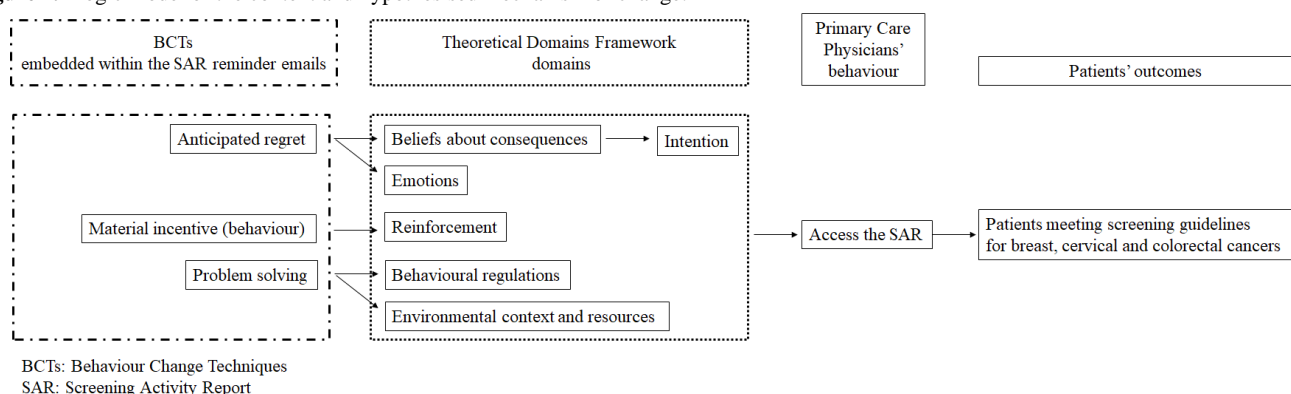 BCTs
embedded within the SAR reminder emails
Theoretical Domains Framework
domains
Primary Care
Physicians'
behaviour
Patients' outcomes
Anticipated regret
Beliefs about consequences
Intention
Emotions
Material incentive (behaviour)
Reinforcement
Access the SAR
Patients meeting screening guidelines
for breast, cervical and colorectal cancers
Problem solving
Behavioural regulations
Environmental context and resources
BCTs: Behaviour Change Techniques
SAR: Screening Activity Report